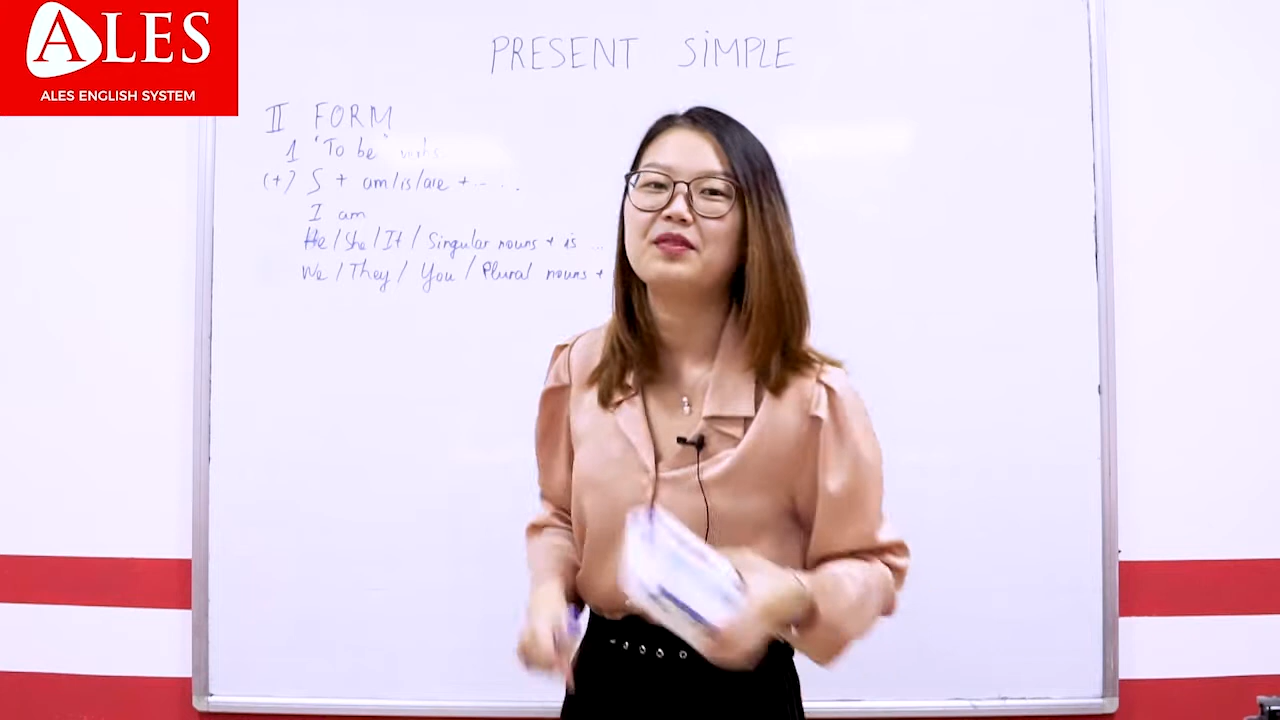 ALES
ALES ENGLISH SYSTEM
PRESENT SIMPLE
II FORM
1 'To be'
(+) S + am/is/are + ....
I am
He / She / It / Singular nouns + is ...
We / They / You / Plural nouns +